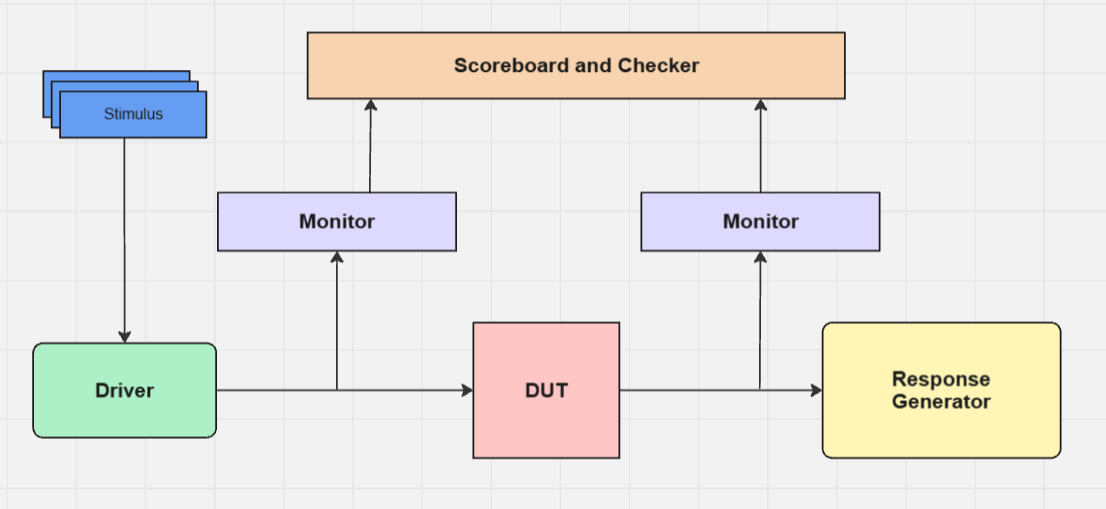 Scoreboard and Checker
Stimulus
Monitor
Monitor
Driver
DUT
Response
Generator